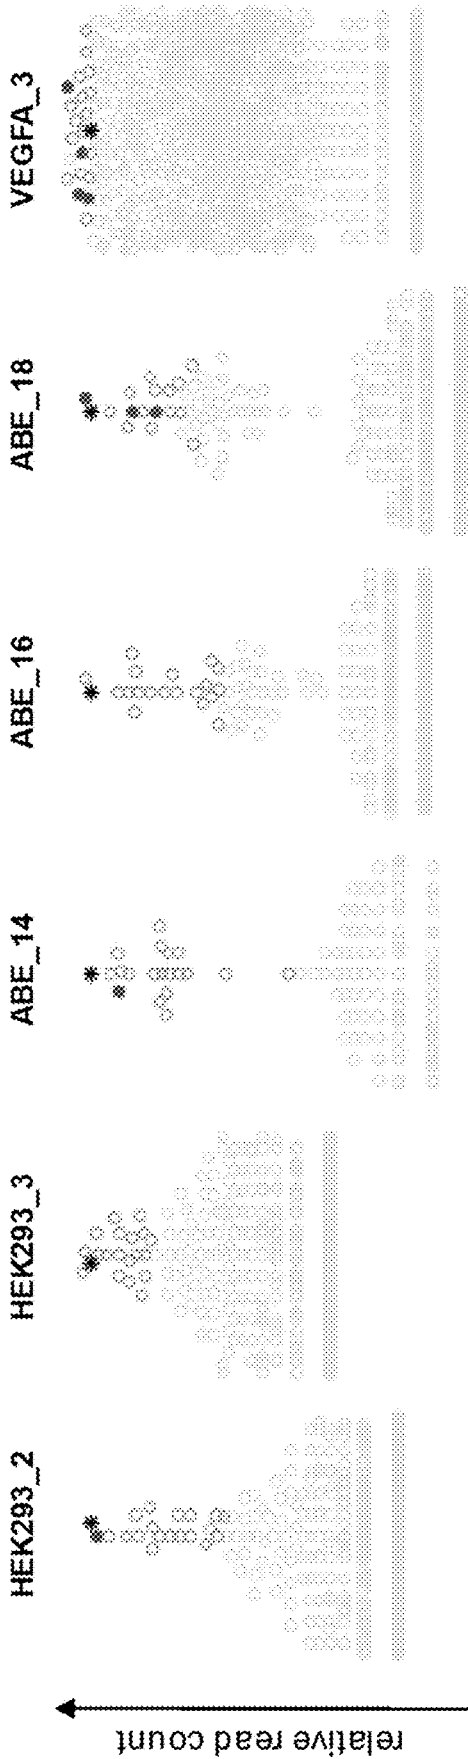 HEK293_2
HEK293_3
ABE_14
ABE_16
ABE_18
VEGFA_3
relative read count